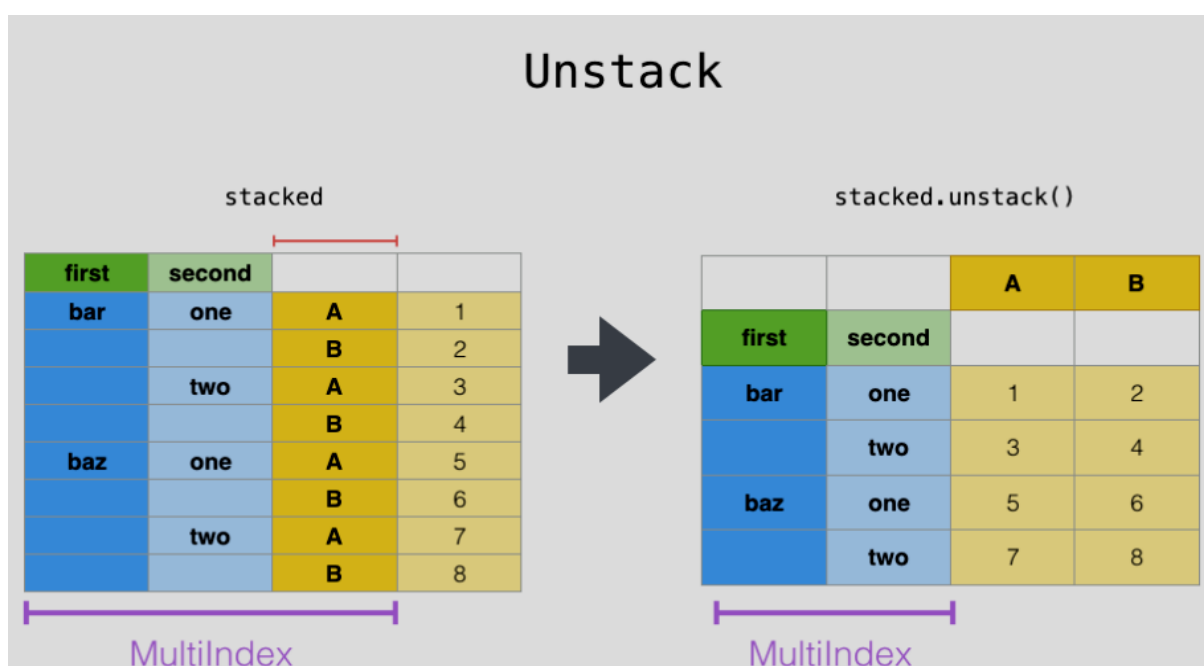 Unstack
stacked
first second
bar one A 1
B 2
two A 3
B 4
baz one A 5
B 6
two A 7
B 8
MultiIndex
stacked.unstack()
A B
first second
bar one 1 2
two 3 4
baz one 5 6
two 7 8
MultiIndex